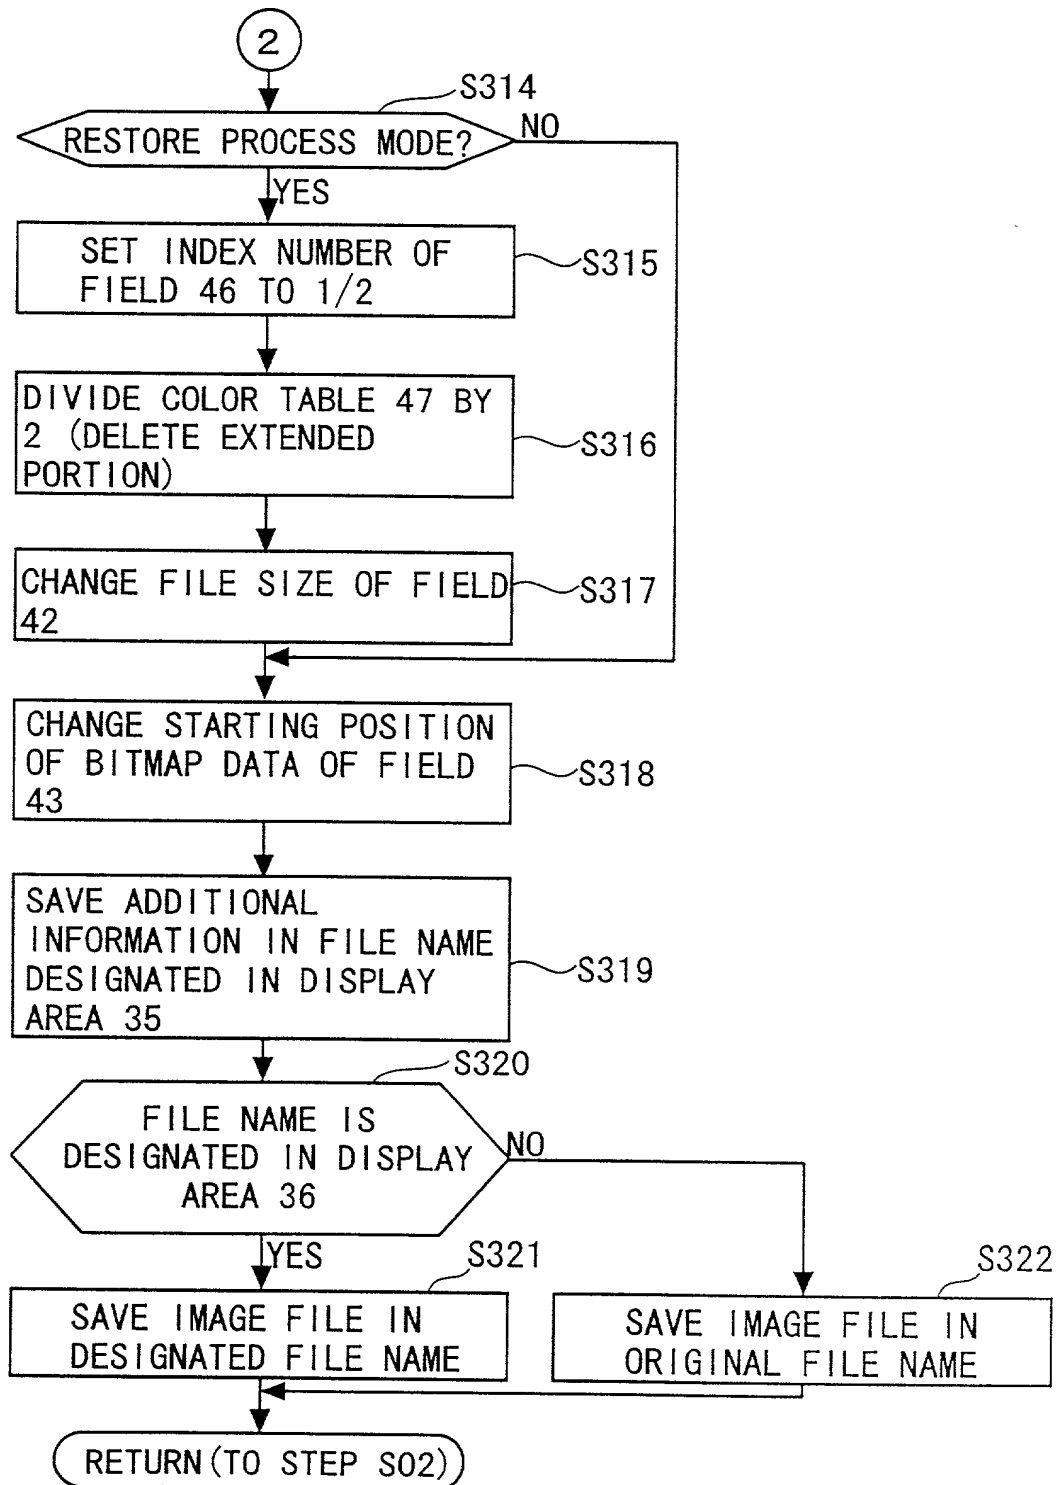 2
S314
RESTORE PROCESS MODE?
NO
YES
SET INDEX NUMBER OF
FIELD 46 TO 1/2
S315
DIVIDE COLOR TABLE 47 BY
2 (DELETE EXTENDED
PORTION)
S316
CHANGE FILE SIZE OF FIELD
42
S317
CHANGE STARTING POSITION
OF BITMAP DATA OF FIELD
43
S318
SAVE ADDITIONAL
INFORMATION IN FILE NAME
DESIGNATED IN DISPLAY
AREA 35
S319
S320
FILE NAME IS
DESIGNATED IN DISPLAY
AREA 36
NO
YES
S321
SAVE IMAGE FILE IN
DESIGNATED FILE NAME
S322
SAVE IMAGE FILE IN
ORIGINAL FILE NAME
RETURN(TO STEP S02)